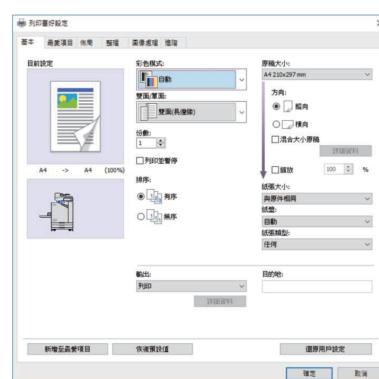 列印喜好設定
基本 最愛項目 佈局 整理 圖像處理 進階
目前設定
A4 -> A4 (100%)
彩色模式:
自動
雙面/單面:
雙面(長邊緣)
份數:
1
列印並暫停
排序:
有序
無序
輸出:
列印
詳細資料
原稿大小:
A4 210x297 mm
方向:
縱向
橫向
混合大小原稿
詳細資料
縮放 100 %
紙張大小:
與原件相同
紙盤:
自動
紙張類型:
任何
目的地:
新增至最愛項目 恢復預設值 還原用戶設定
確定 取消